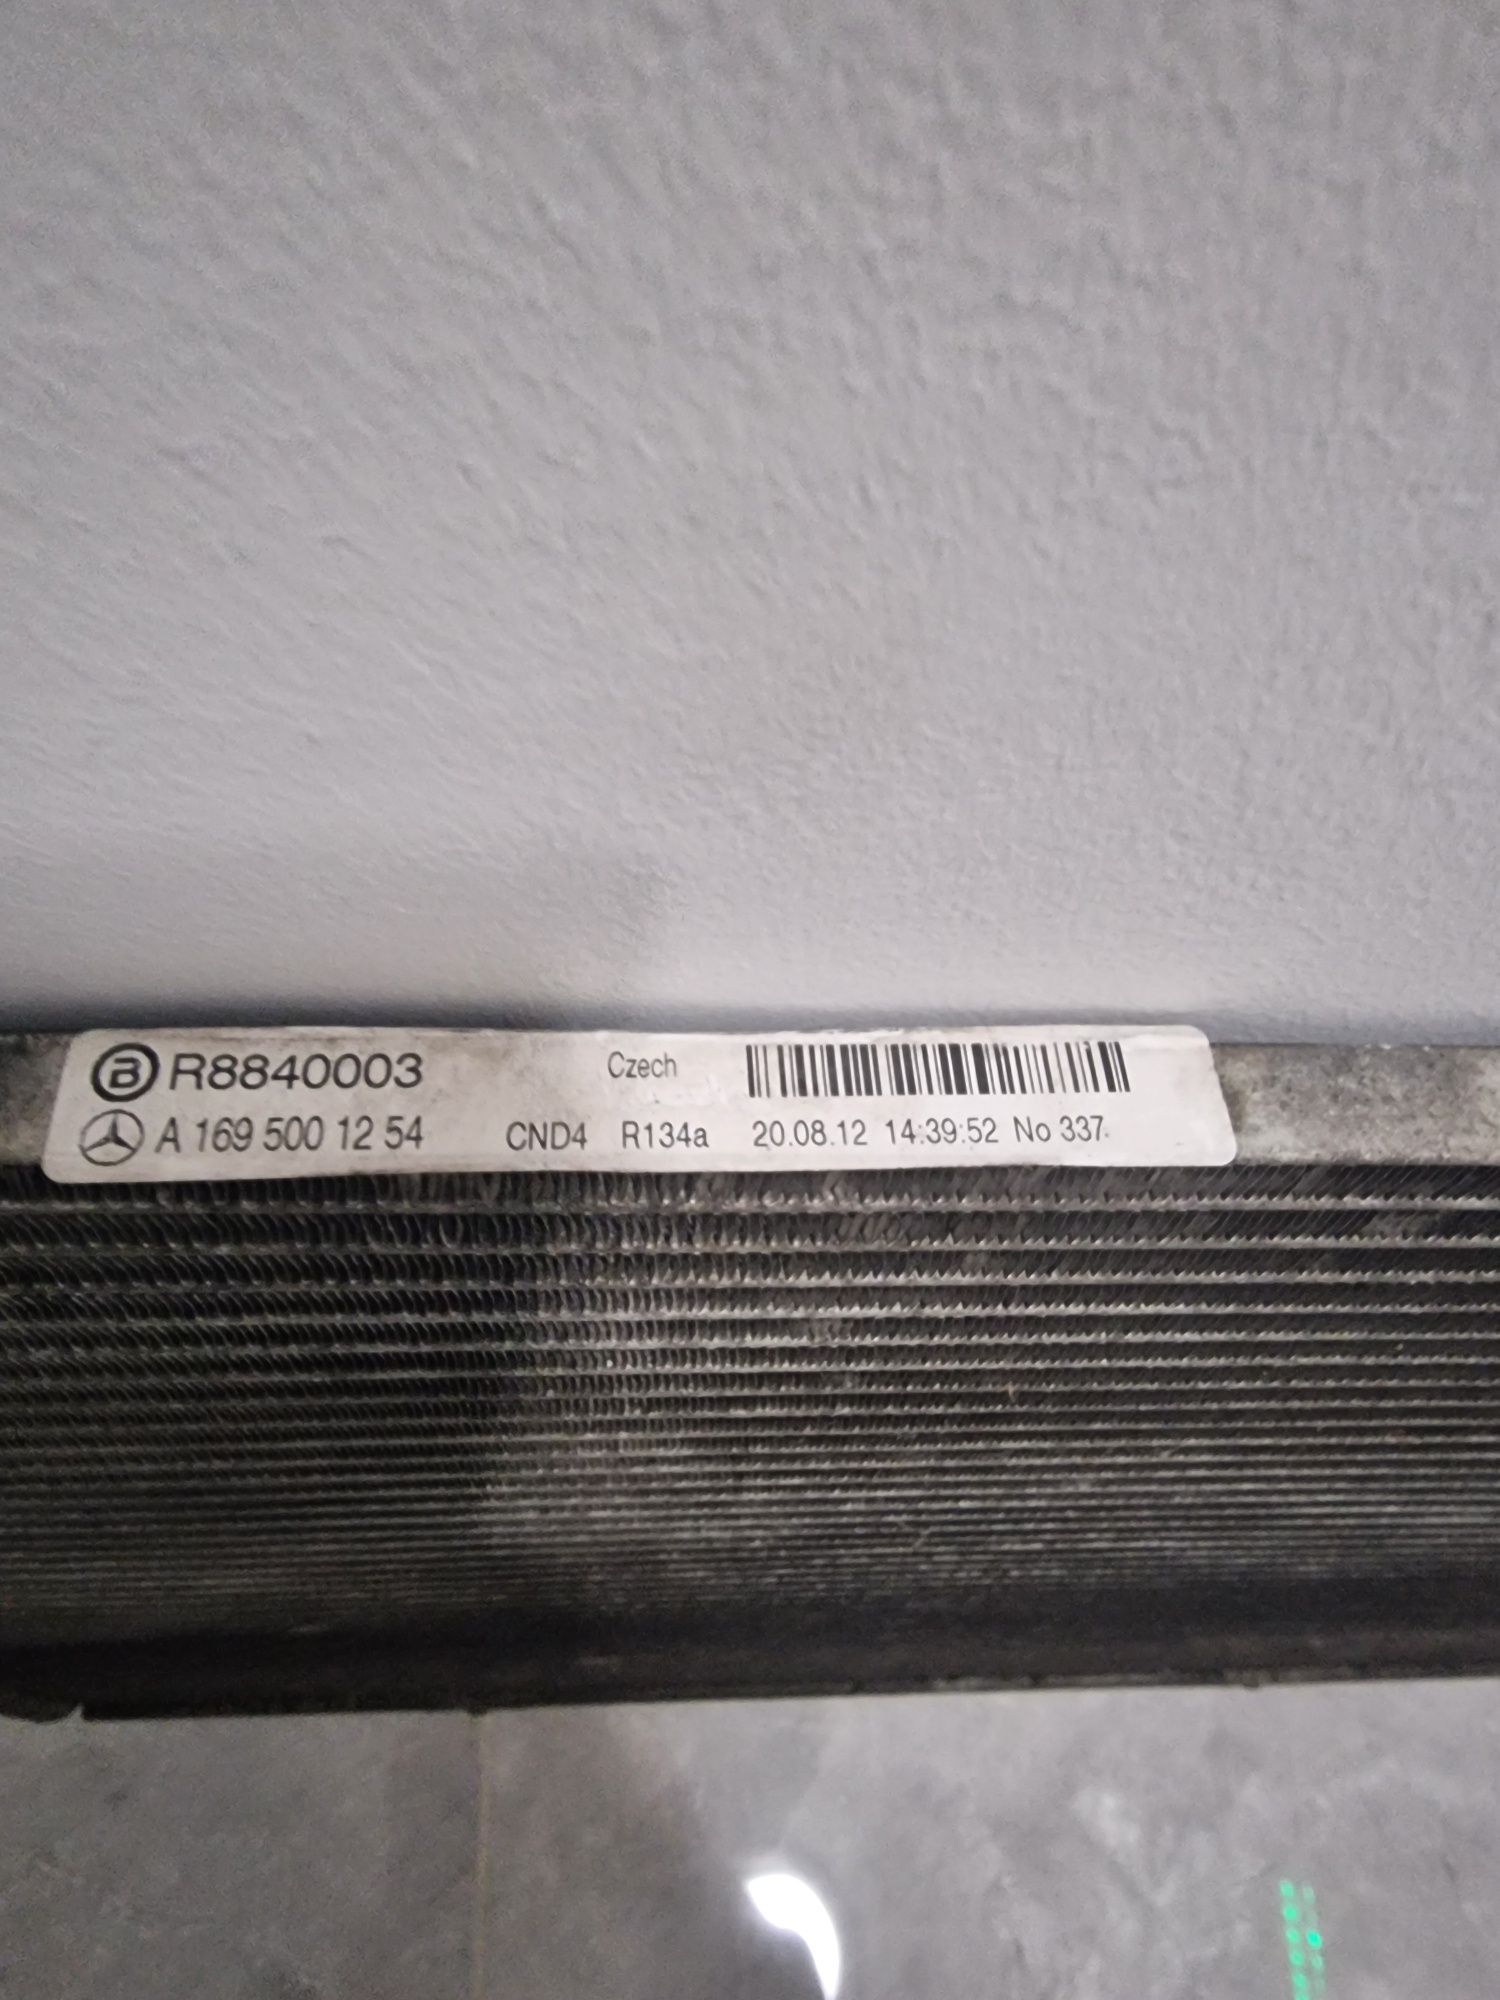 B R8840003 Czech
A 169 500 12 54 CND4 R134a 20.08.12 14:39:52 No 337